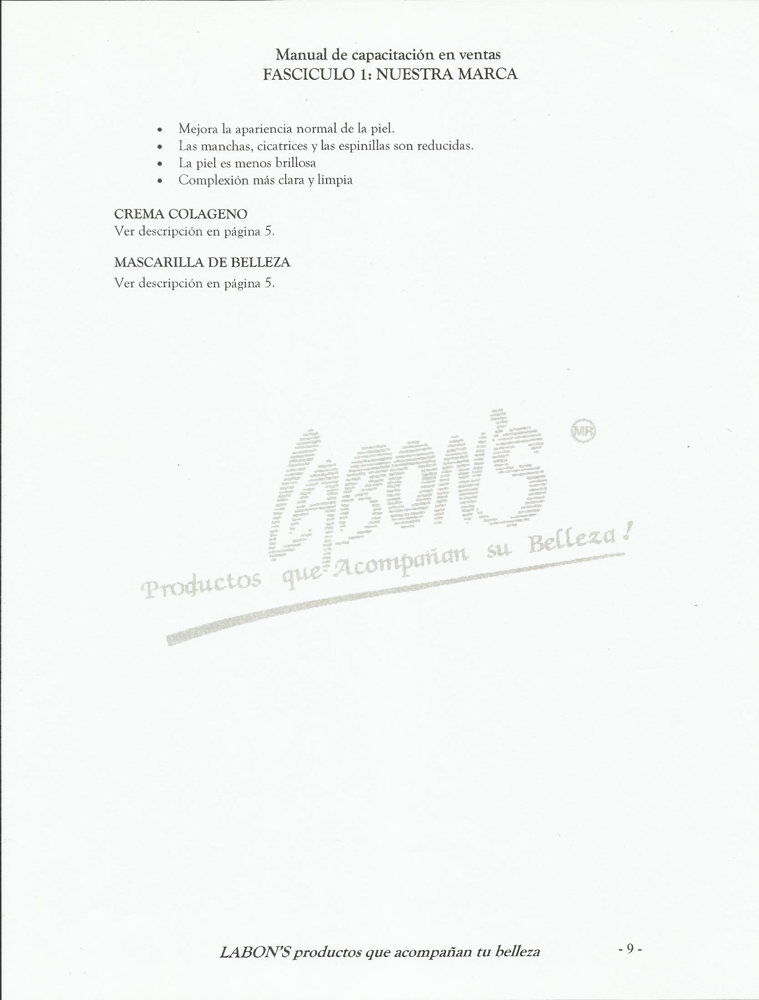 Manual de capacitación en ventas
FASCICULO 1: NUESTRA MARCA
• Mejora la apariencia normal de la piel.
• Las manchas, cicatrices y las espinillas son reducidas.
• La piel es menos brillosa
• Complexión más clara y limpia
CREMA COLAGENO
Ver descripción en página 5.
MASCARILLA DE BELLEZA
Ver descripción en página 5.
LABON'S MR
Productos que Acompañan su Belleza!
LABON'S productos que acompañan tu belleza
- 9 -